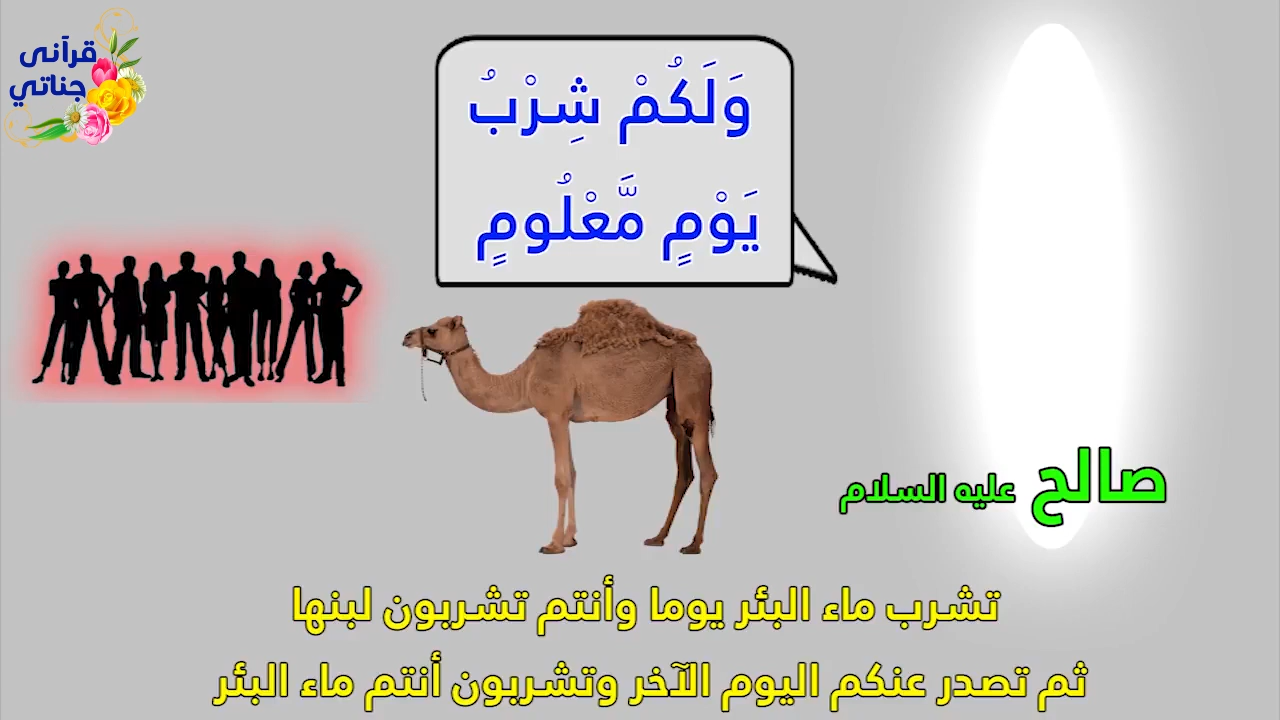 قرآنى
جناتي
وَلَكُمْ شِرْبُ
يَوْمٍ مَّعْلُومٍ
صالح عليه السلام
تشرب ماء البئر يوما وأنتم تشربون لبنها
ثم تصدر عنكم اليوم الآخر وتشربون أنتم ماء البئر